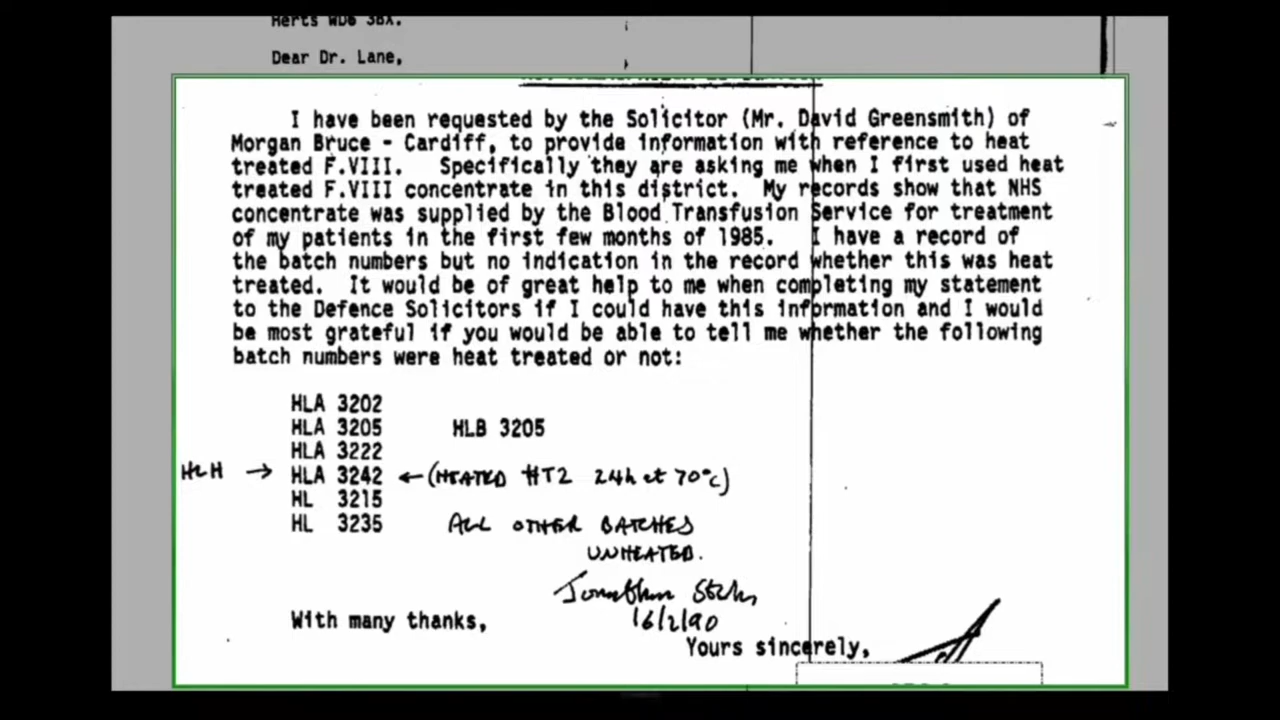 Herts WD6 3BX.
Dear Dr. Lane,
I have been requested by the Solicitor (Mr. David Greensmith) of
Morgan Bruce - Cardiff, to provide information with reference to heat
treated F.VIII. Specifically they are asking me when I first used heat
treated F.VIII concentrate in this district. My records show that NHS
concentrate was supplied by the Blood Transfusion Service for treatment
of my patients in the first few months of 1985. I have a record of
the batch numbers but no indication in the record whether this was heat
treated. It would be of great help to me when completing my statement
to the Defence Solicitors if I could have this information and I would
be most grateful if you would be able to tell me whether the following
batch numbers were heat treated or not:
HLA 3202
HLA 3205 HLB 3205
HLA 3222
HLH → HLA 3242 ← (HEATED HT2 24h at 70°C)
HL 3215
HL 3235 ALL OTHER BATCHES
UNHEATED.
Jonathan
16/2/90
With many thanks,
Yours sincerely,